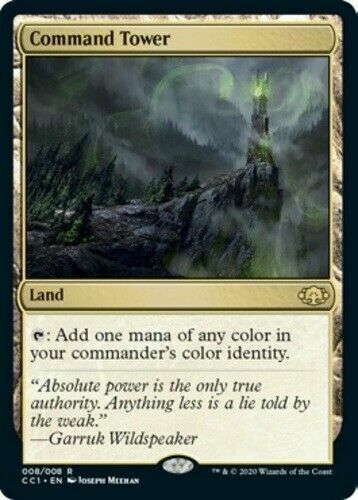 Command Tower
Land
: Add one mana of any color in
your commander's color identity.
“Absolute power is the only true
authority. Anything less is a lie told by
the weak.”
—Garruk Wildspeaker
008/008 R
CC1 • EN JOSEPH MEEHAN
™ & © 2020 Wizards of the Coast